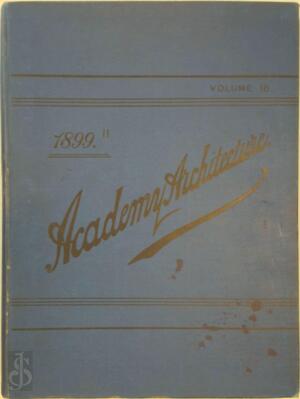 VOLUME 16.
1899. II
Academy Architecture.